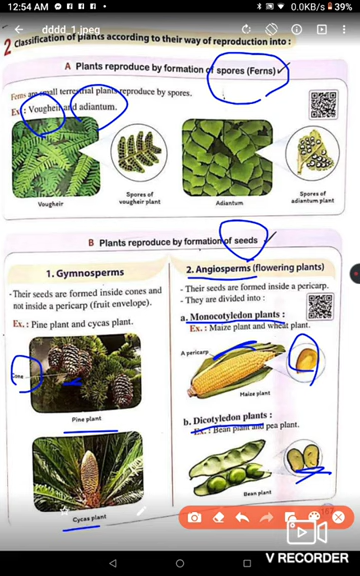 12:54 AM
0.0KB/s
39%
dddd_1.jpeg
2 Classification of plants according to their way of reproduction into :
A Plants reproduce by formation of spores (Ferns)
Ferns are small terrestrial plants reproduce by spores.
Ex.: Vougheir and adiantum.
Vougheir
Spores of
vougheir plant
Adiantum
Spores of
adiantum plant
B Plants reproduce by formation of seeds
1. Gymnosperms
- Their seeds are formed inside cones and
not inside a pericarp (fruit envelope).
Ex.: Pine plant and cycas plant.
Cone
Pine plant
Cycas plant
2. Angiosperms (flowering plants)
- Their seeds are formed inside a pericarp.
- They are divided into :
a. Monocotyledon plants :
Ex.: Maize plant and wheat plant.
A pericarp
Maize plant
b. Dicotyledon plants :
Ex.: Bean plant and pea plant.
Bean plant
V RECORDER